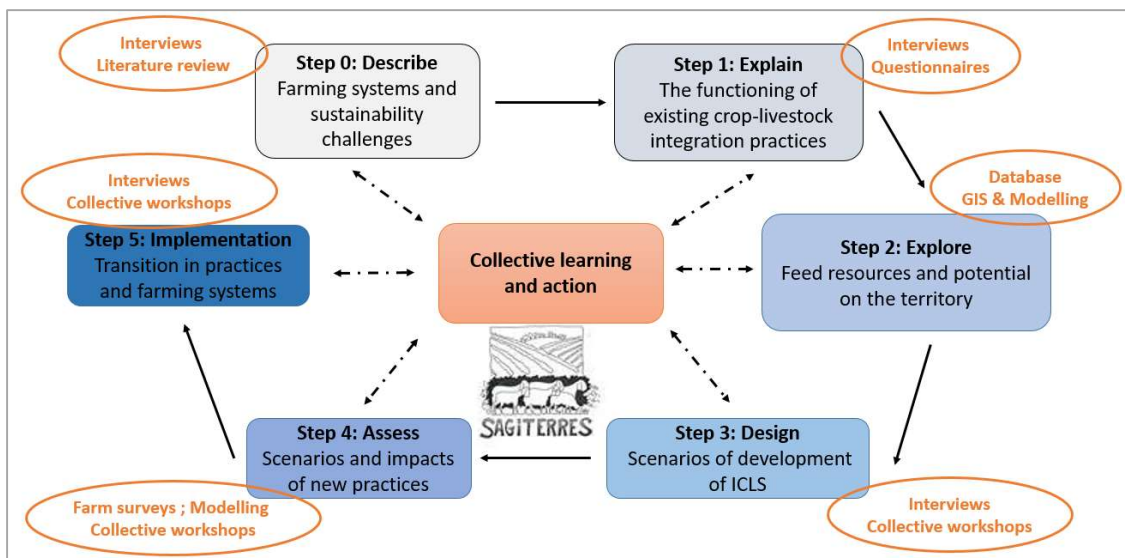 Interviews
Literature review
Step 0: Describe
Farming systems and
sustainability
challenges
Step 1: Explain
The functioning of
existing crop-livestock
integration practices
Interviews
Questionnaires
Database
GIS & Modelling
Step 2: Explore
Feed resources and potential
on the territory
Interviews
Collective workshops
Step 5: Implementation
Transition in practices
and farming systems
Collective learning
and action
SAGITERRES
Step 4: Assess
Scenarios and impacts
of new practices
Farm surveys ; Modelling
Collective workshops
Step 3: Design
Scenarios of development
of ICLS
Interviews
Collective workshops